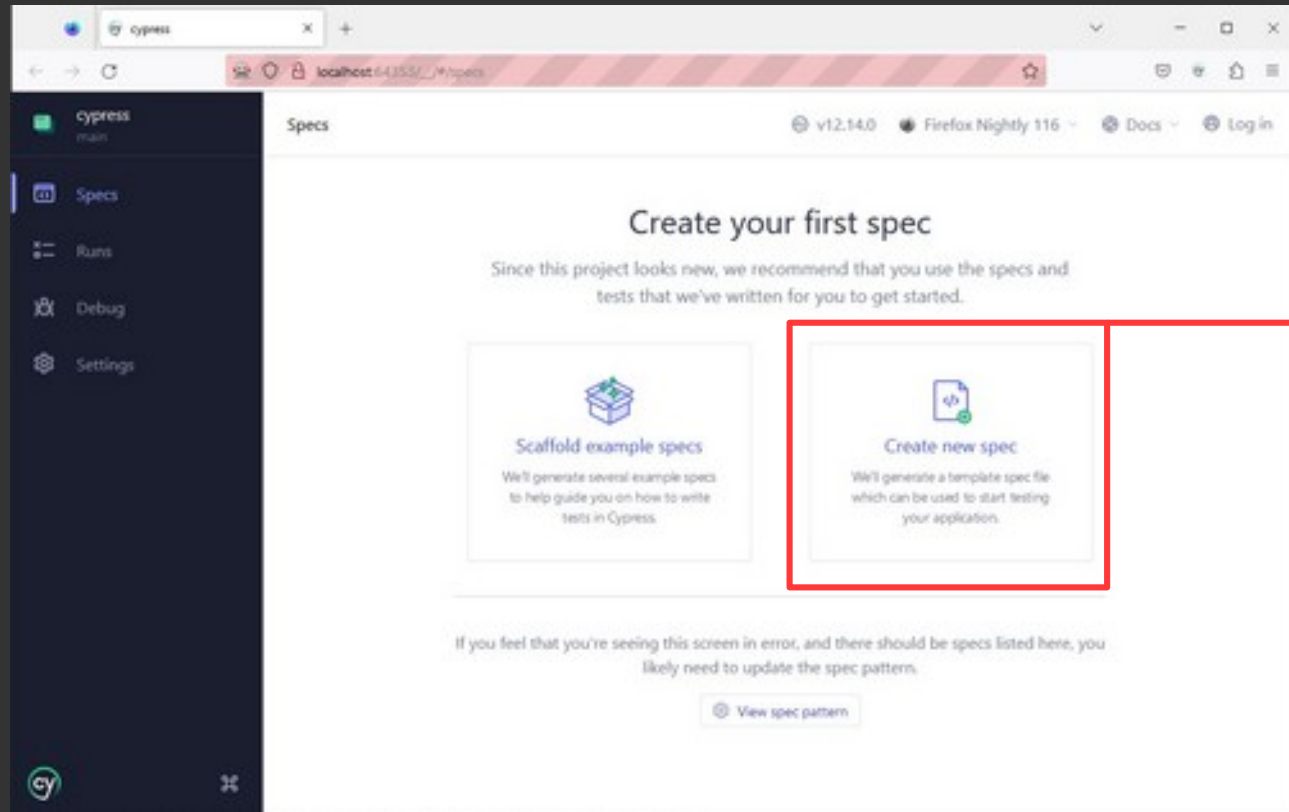 cypress
localhost:64353/__/#/specs
cypress
main
Specs
v12.14.0
Firefox Nightly 116
Docs
Log in
Specs
Runs
Debug
Settings
Create your first spec
Since this project looks new, we recommend that you use the specs and
tests that we've written for you to get started.
Scaffold example specs
We'll generate several example specs
to help guide you on how to write
tests in Cypress.
Create new spec
We'll generate a template spec file
which can be used to start testing
your application.
If you feel that you're seeing this screen in error, and there should be specs listed here, you
likely need to update the spec pattern.
View spec pattern
cy